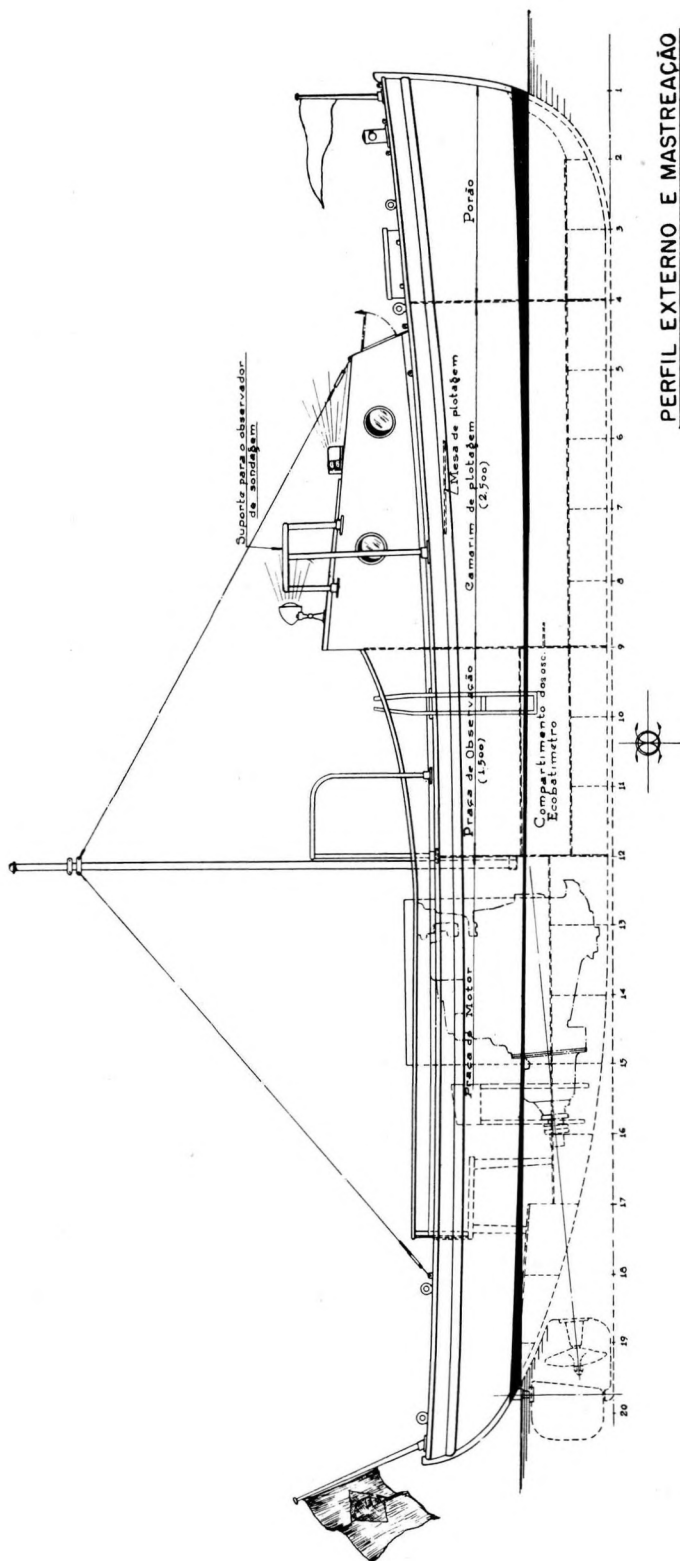 Suporte para o observador
de sondagem
Mesa de plotagem
Camarim de plotagem
(2.500)
Porão
Praça de Observação
(1.500)
Praça do Motor
Compartimento dos osc.
Ecobatímetro
20 19 18 17 16 15 14 13 12 11 10 9 8 7 6 5 4 3 2 1
PERFIL EXTERNO E MASTREAÇÃO